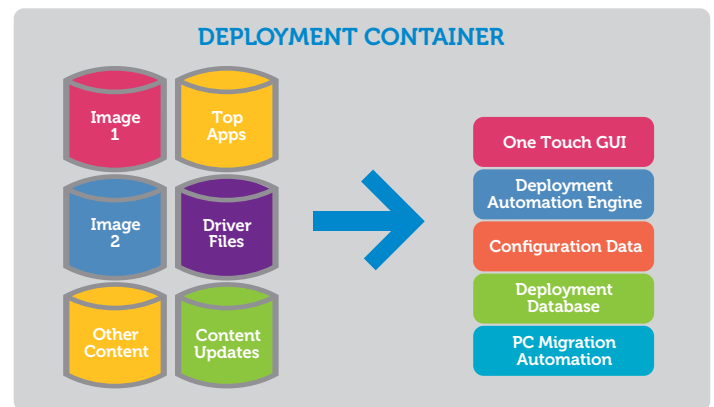 DEPLOYMENT CONTAINER
Image
1
Top
Apps
Image
2
Driver
Files
Other
Content
Content
Updates
One Touch GUI
Deployment
Automation Engine
Configuration Data
Deployment
Database
PC Migration
Automation